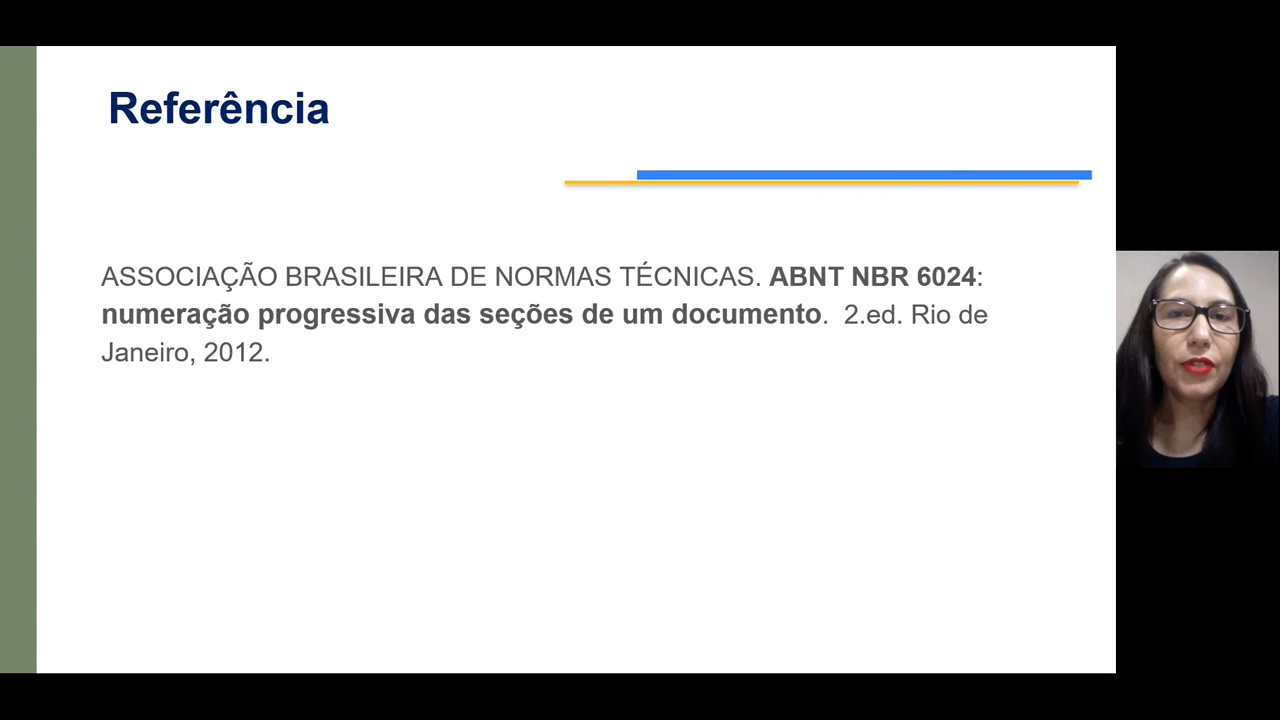 Referência
ASSOCIAÇÃO BRASILEIRA DE NORMAS TÉCNICAS. ABNT NBR 6024:
numeração progressiva das seções de um documento.  2.ed. Rio de
Janeiro, 2012.